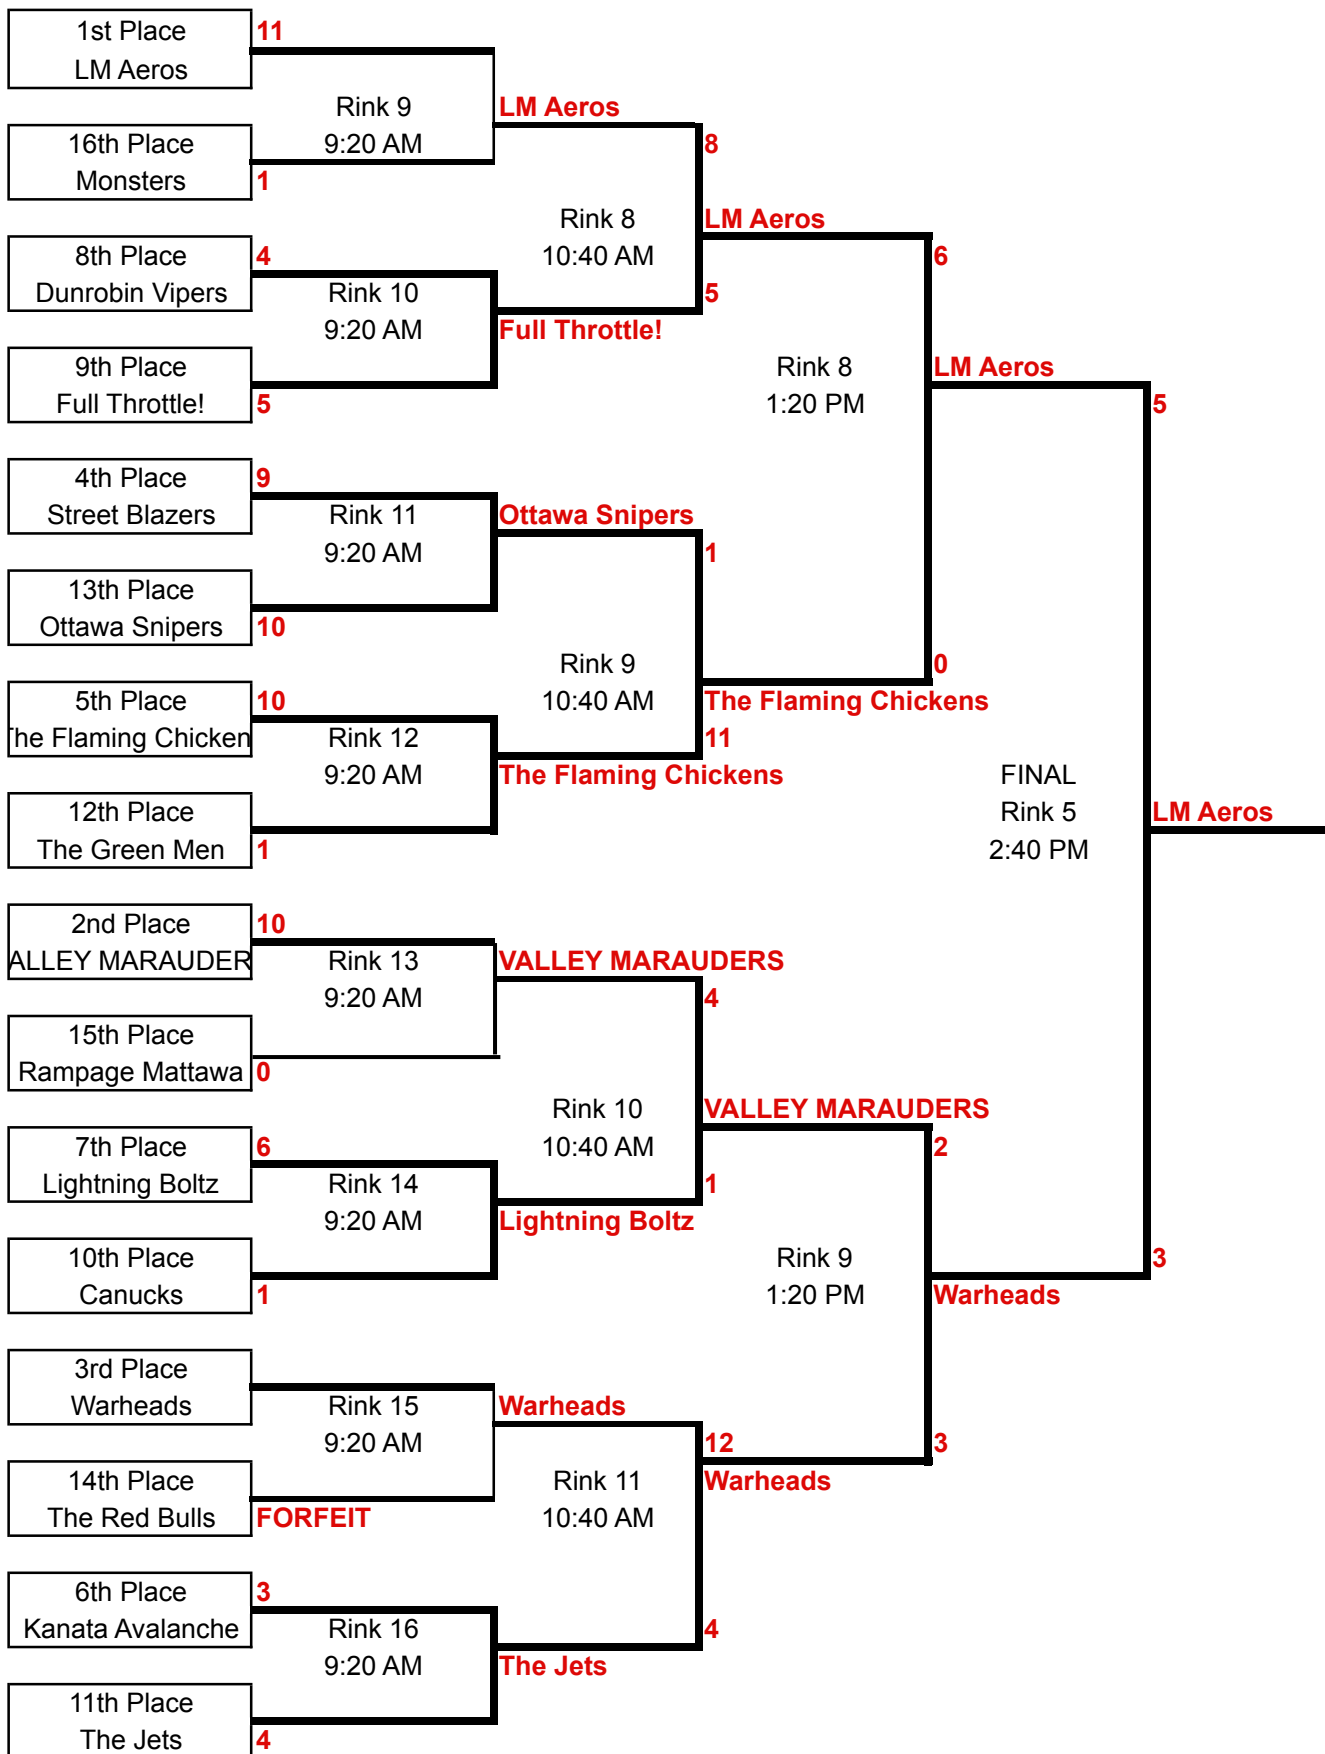 1st Place
LM Aeros
11
Rink 9
9:20 AM
16th Place
Monsters
1
LM Aeros
8
8th Place
Dunrobin Vipers
4
Rink 10
9:20 AM
9th Place
Full Throttle!
5
Rink 8
10:40 AM
Full Throttle!
5
LM Aeros
6
4th Place
Street Blazers
9
Rink 11
9:20 AM
13th Place
Ottawa Snipers
10
Ottawa Snipers
1
5th Place
he Flaming Chicken
10
Rink 12
9:20 AM
12th Place
The Green Men
1
Rink 9
10:40 AM
The Flaming Chickens
11
The Flaming Chickens
0
Rink 8
1:20 PM
LM Aeros
5
2nd Place
ALLEY MARAUDER
10
Rink 13
9:20 AM
15th Place
Rampage Mattawa
0
VALLEY MARAUDERS
4
7th Place
Lightning Boltz
6
Rink 14
9:20 AM
10th Place
Canucks
1
Rink 10
10:40 AM
Lightning Boltz
1
VALLEY MARAUDERS
2
3rd Place
Warheads
Rink 15
9:20 AM
14th Place
The Red Bulls
FORFEIT
Warheads
12
6th Place
Kanata Avalanche
3
Rink 16
9:20 AM
11th Place
The Jets
4
Rink 11
10:40 AM
The Jets
4
Warheads
3
Rink 9
1:20 PM
Warheads
3
FINAL
Rink 5
2:40 PM
LM Aeros